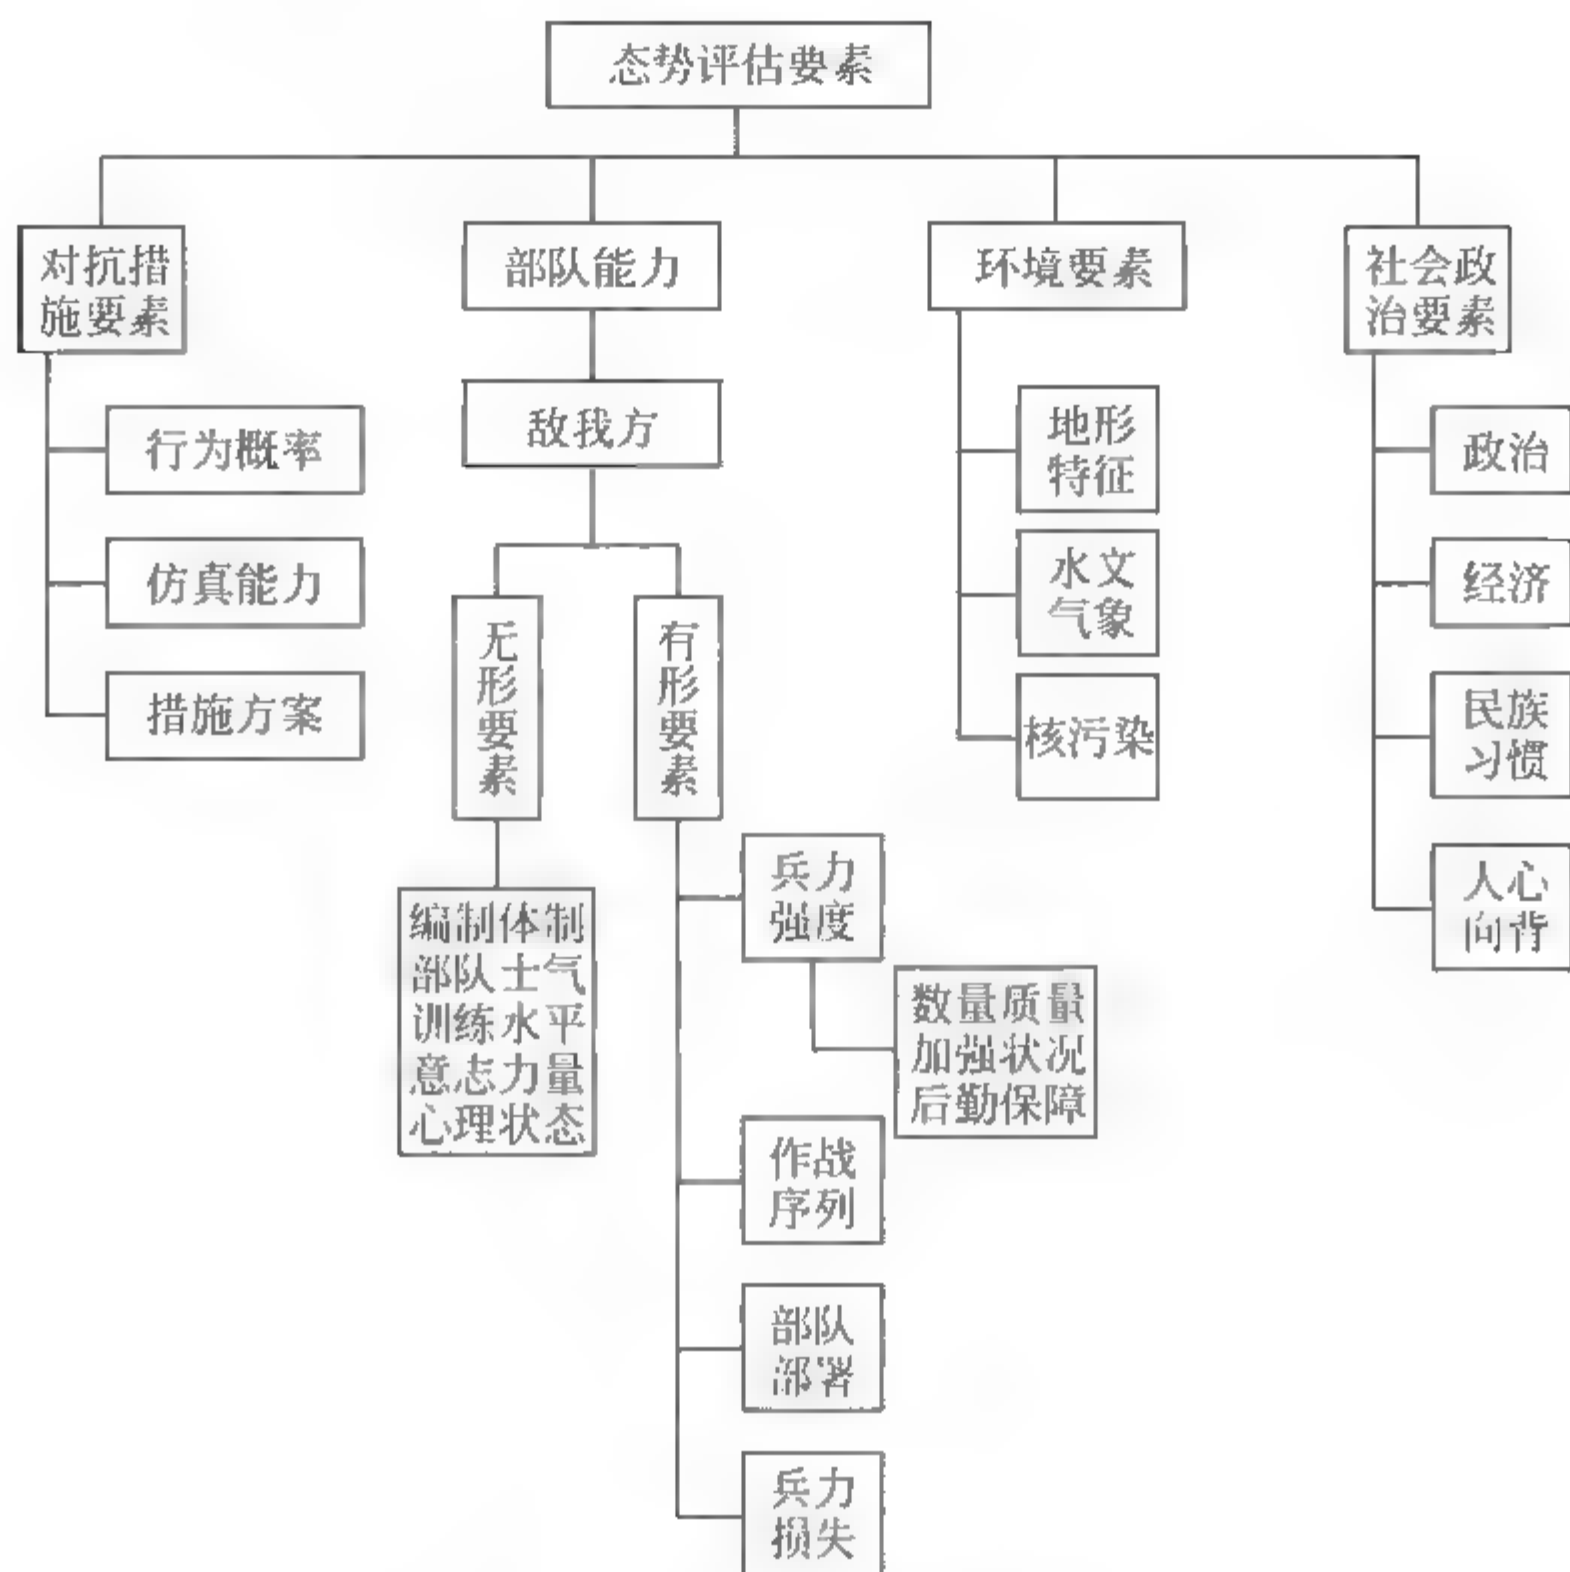 态势评估要素
对抗措
施要素
部队能力
环境要素
社会政
治要素
行为概率
仿真能力
措施方案
敌我方
无形要素
有形要素
编制体制
部队士气
训练水平
意志力量
心理状态
兵力
强度
数量质量
加强状况
后勤保障
作战
序列
部队
部署
兵力
损失
地形
特征
水文
气象
核污染
政治
经济
民族
习惯
人心
向背